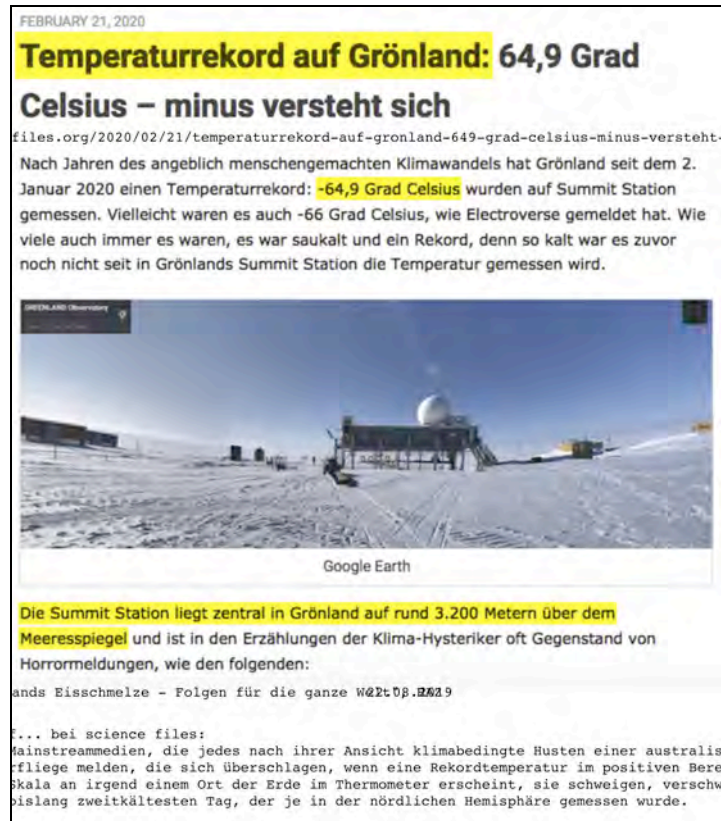 FEBRUARY 21, 2020
Temperaturrekord auf Grönland: 64,9 Grad
Celsius – minus versteht sich
files.org/2020/02/21/temperaturrekord-auf-gronland-649-grad-celsius-minus-versteht-
Nach Jahren des angeblich menschengemachten Klimawandels hat Grönland seit dem 2.
Januar 2020 einen Temperaturrekord: -64,9 Grad Celsius wurden auf Summit Station
gemessen. Vielleicht waren es auch -66 Grad Celsius, wie Electroverse gemeldet hat. Wie
viele auch immer es waren, es war saukalt und ein Rekord, denn so kalt war es zuvor
noch nicht seit in Grönlands Summit Station die Temperatur gemessen wird.
GREENLAND Observatory
Google Earth
Die Summit Station liegt zentral in Grönland auf rund 3.200 Metern über dem
Meeresspiegel und ist in den Erzählungen der Klima-Hysteriker oft Gegenstand von
Horrormeldungen, wie den folgenden:
ands Eisschmelze - Folgen für die ganze
... bei science files:
Mainstreammedien, die jedes nach ihrer Ansicht klimabedingte Husten einer australis
rfliege melden, die sich überschlagen, wenn eine Rekordtemperatur im positiven Bere
Skala an irgend einem Ort der Erde im Thermometer erscheint, sie schweigen, verschw
bislang zweitkältesten Tag, der je in der nördlichen Hemisphäre gemessen wurde.